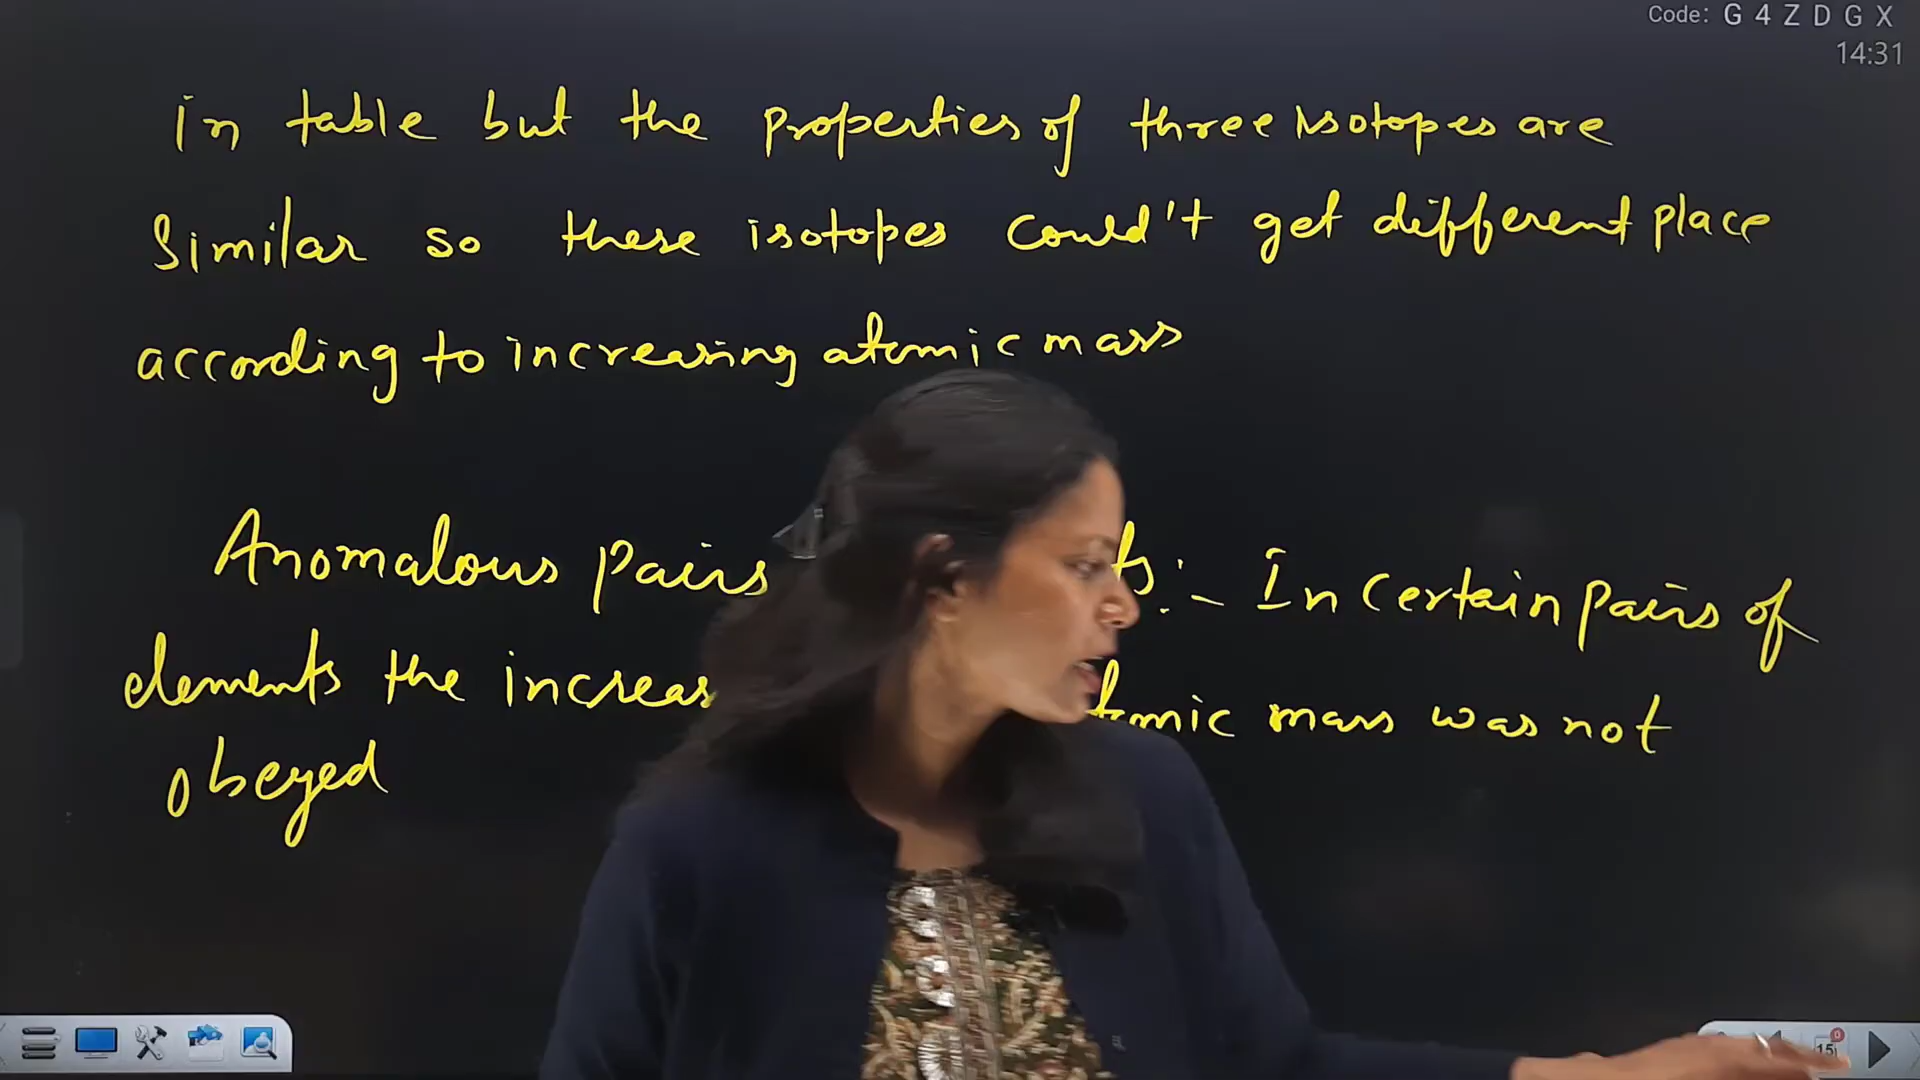 Code: G 4 Z D G X
14:31
In table but the properties of three isotopes are
Similar so these isotopes could't get different place
according to increasing atomic mass
Anomalous pairs :- In certain pairs of
elements the mass was not
obeyed
15
0